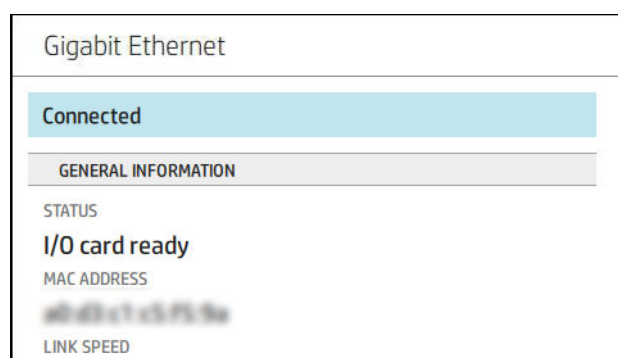 Gigabit Ethernet
Connected
GENERAL INFORMATION
STATUS
I/O card ready
MAC ADDRESS
LINK SPEED